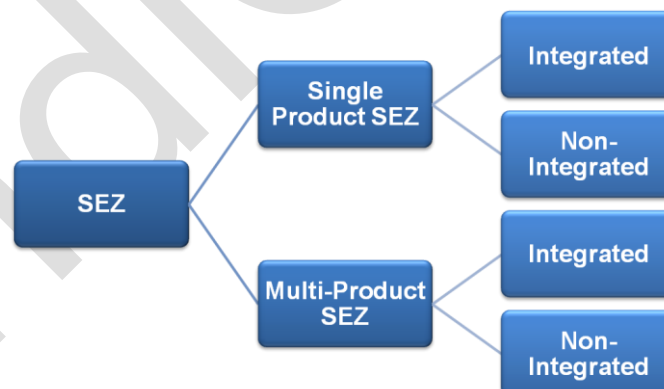 Integrated
Single
Product SEZ
Non-
Integrated
SEZ
Integrated
Multi-Product
SEZ
Non-
Integrated